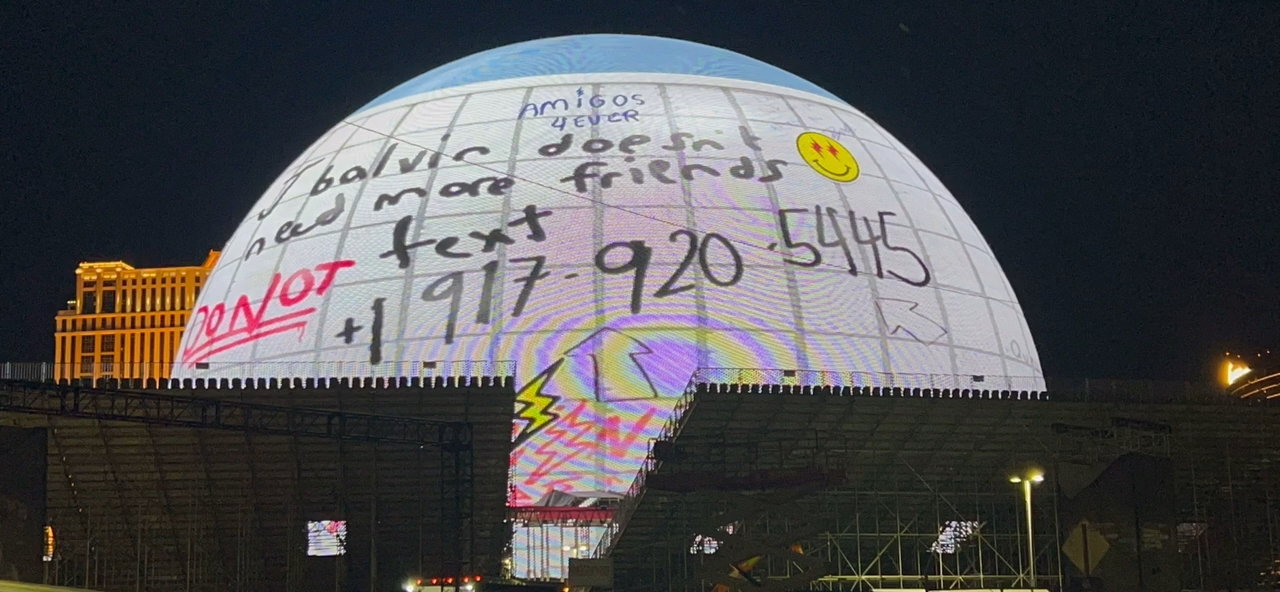 AMiGOS
4EVER
J balvin doesn't
need more friends
DO NOT text
+1 917-920-5445